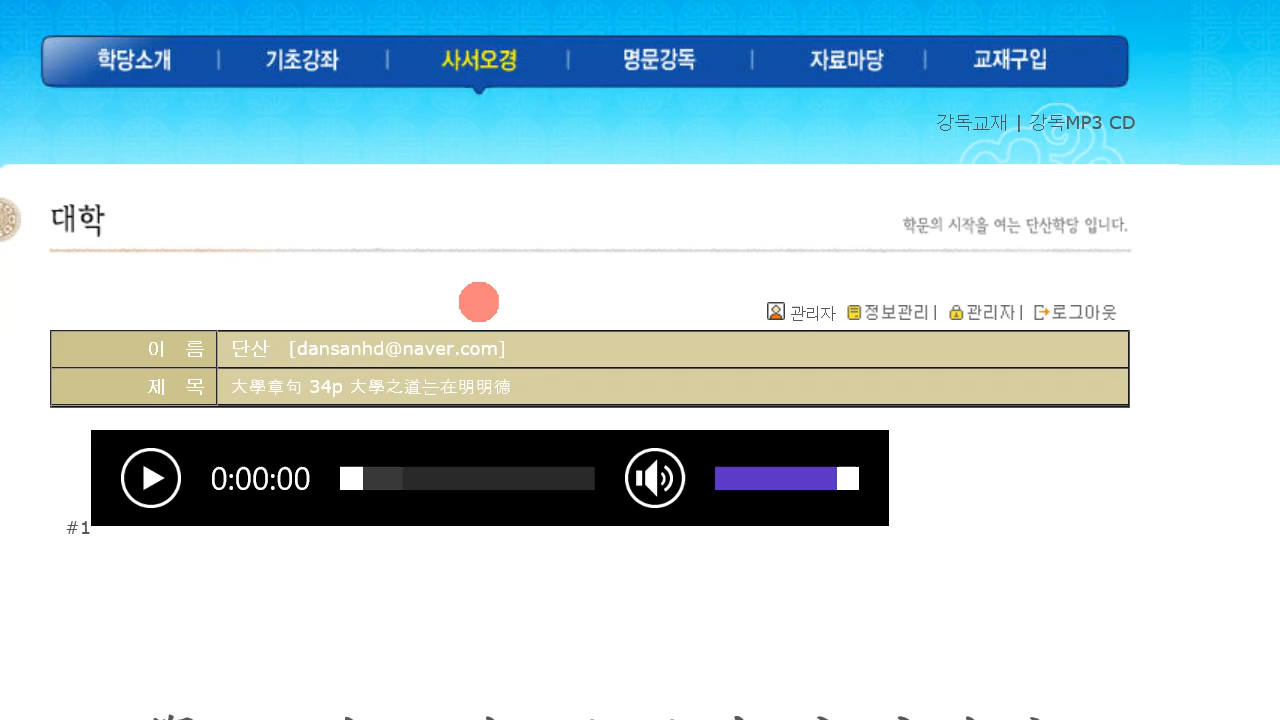 학당소개 | 기초강좌 | 사서오경 | 명문강독 | 자료마당 | 교재구입
강독교재 | 강독MP3 CD
대학
학문의 시작을 여는 단산학당 입니다.
관리자 정보관리 | 관리자 | 로그아웃
이 름 단산 [dansanhd@naver.com]
제 목 大學章句 34p 大學之道는在明明德
0:00:00
#1